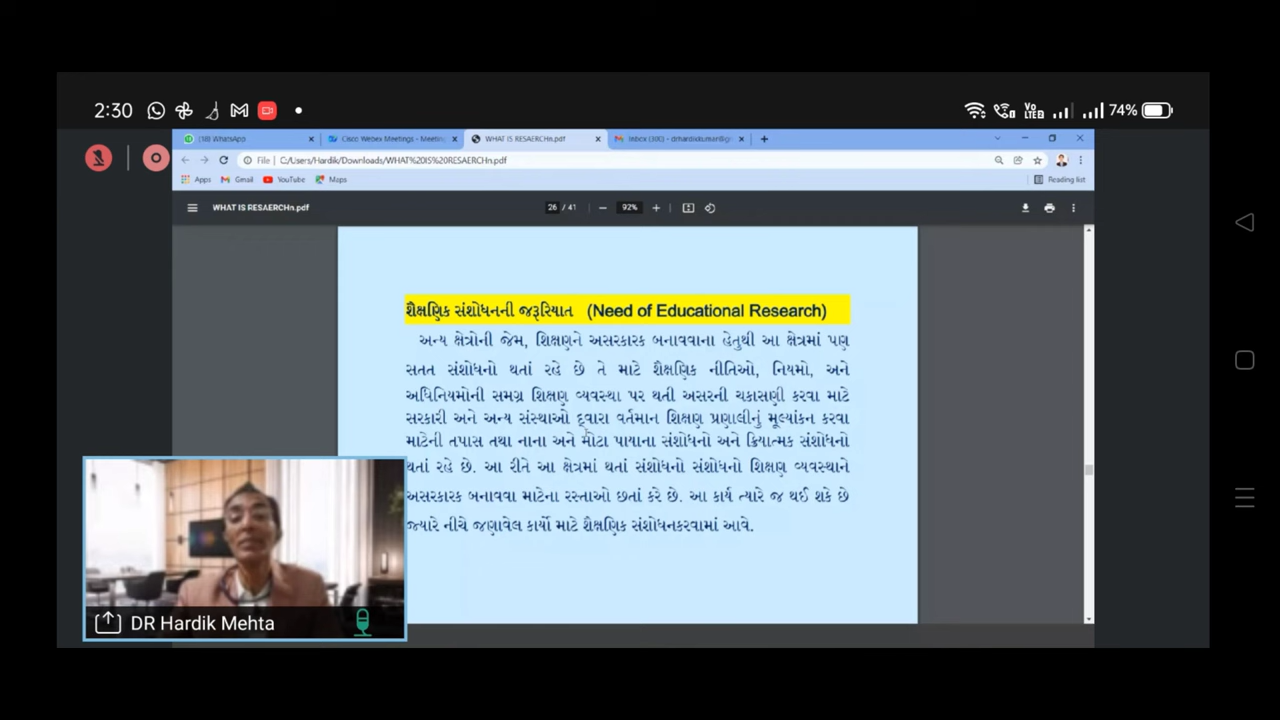 2:30
74%
(18) WhatsApp
Cisco Webex Meetings - Meetin
WHAT IS RESAERCHn.pdf
Inbox (300) - drhardikkumar@g
File
C:/Users/Hardik/Downloads/WHAT%20IS%20RESAERCHn.pdf
Apps
Gmail
YouTube
Maps
Reading list
WHAT IS RESAERCHn.pdf
26 / 41
92%
શૈક્ષણિક સંશોધનની જરૂરિયાત (Need of Educational Research)
અન્ય ક્ષેત્રોની જેમ, શિક્ષણને અસરકારક બનાવવાના હેતુથી આ ક્ષેત્રમાં પણ
સતત સંશોધનો થતાં રહે છે તે માટે શૈક્ષણિક નીતિઓ, નિયમો, અને
અધિનિયમોની સમગ્ર શિક્ષણ વ્યવસ્થા પર થતી અસરની ચકાસણી કરવા માટે
સરકારી અને અન્ય સંસ્થાઓ દ્વારા વર્તમાન શિક્ષણ પ્રણાલીનું મૂલ્યાંકન કરવા
માટેની તપાસ તથા નાના અને મોટા પાયાના સંશોધનો અને ક્રિયાત્મક સંશોધનો
થતાં રહે છે. આ રીતે આ ક્ષેત્રમાં થતાં સંશોધનો સંશોધનો શિક્ષણ વ્યવસ્થાને
અસરકારક બનાવવા માટેના રસ્તાઓ છતાં કરે છે. આ કાર્ય ત્યારે જ થઈ શકે છે
જ્યારે નીચે જણાવેલ કાર્યો માટે શૈક્ષણિક સંશોધનકરવામાં આવે.
DR Hardik Mehta